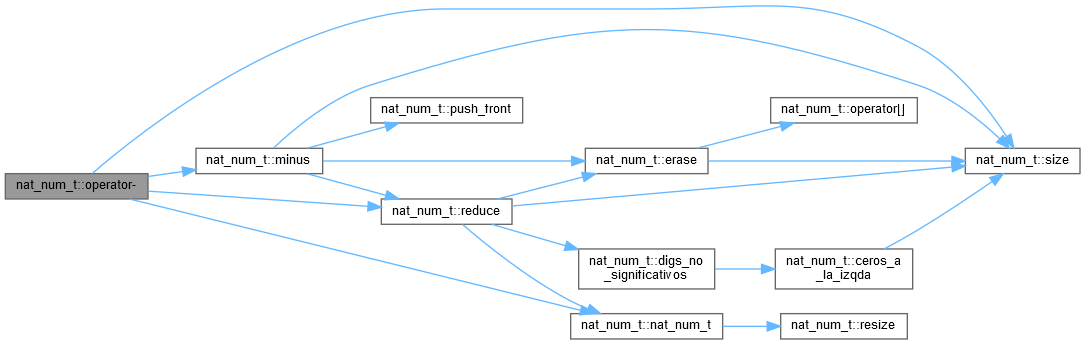 nat_num_t::push_front
nat_num_t::operator[]
nat_num_t::minus
nat_num_t::erase
nat_num_t::size
nat_num_t::operator-
nat_num_t::reduce
nat_num_t::digs_no
_significativos
nat_num_t::ceros_a
_la_izqda
nat_num_t::nat_num_t
nat_num_t::resize